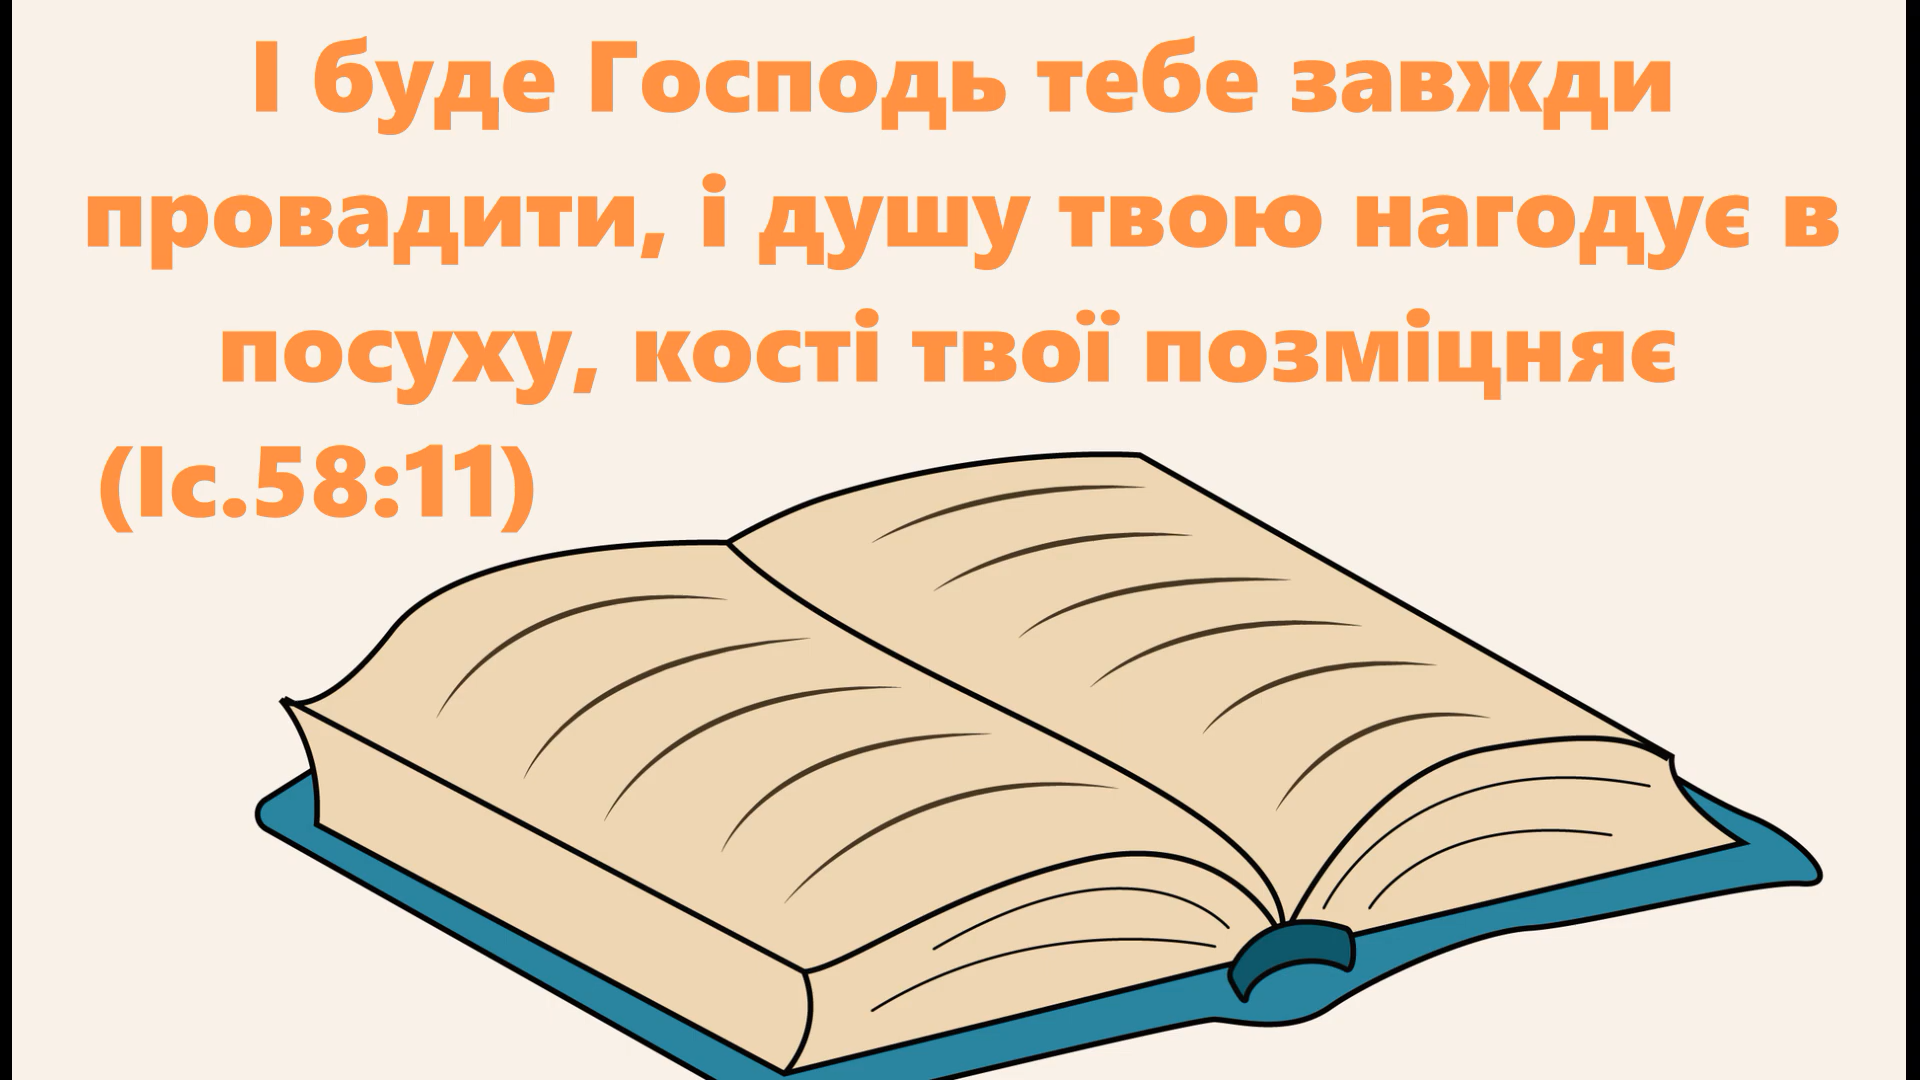 І буде Господь тебе завжди
провадити, і душу твою нагодує в
посуху, кості твої позміцняє
(Іс.58:11)